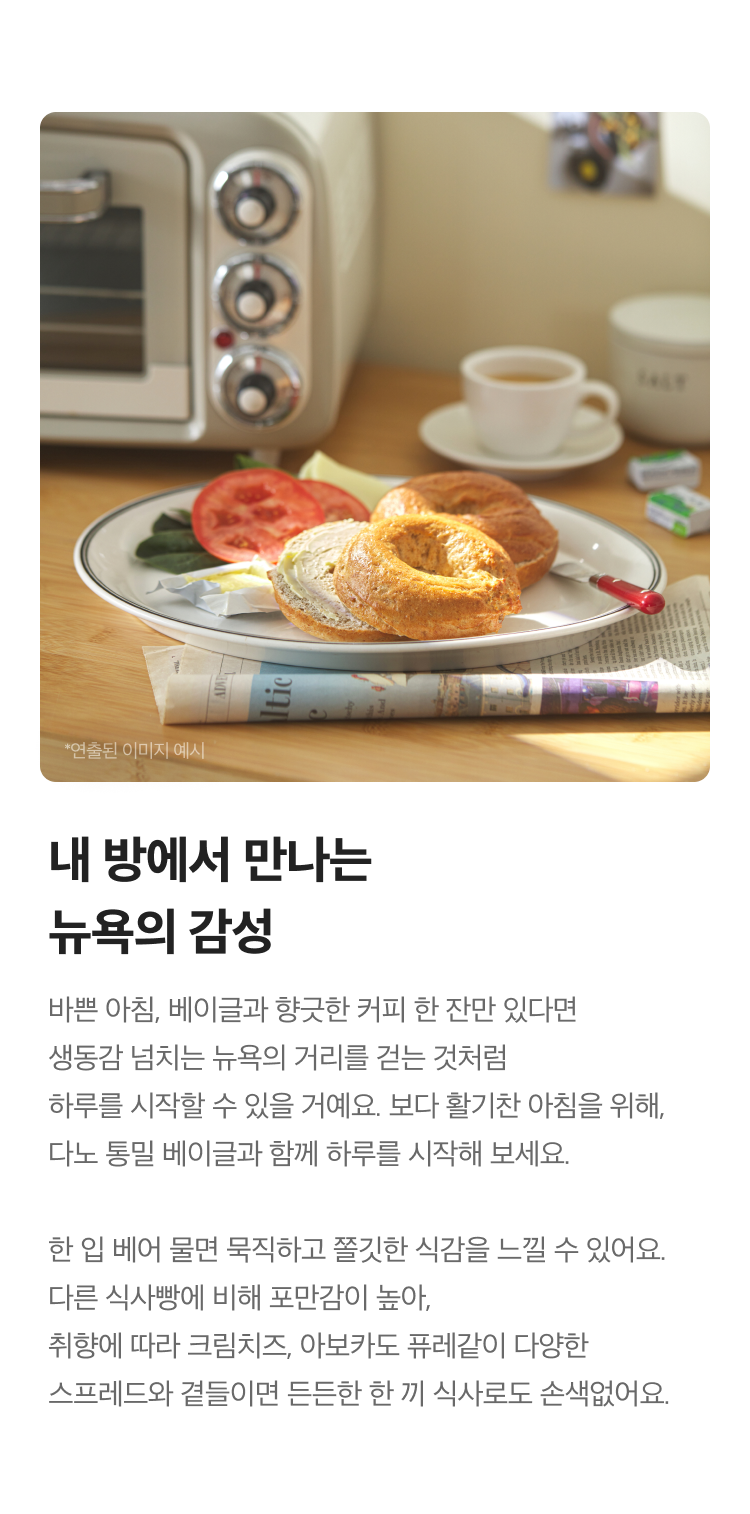 SALT
ltic
*연출된 이미지 예시
내 방에서 만나는
뉴욕의 감성
바쁜 아침, 베이글과 향긋한 커피 한 잔만 있다면
생동감 넘치는 뉴욕의 거리를 걷는 것처럼
하루를 시작할 수 있을 거예요. 보다 활기찬 아침을 위해,
다노 통밀 베이글과 함께 하루를 시작해 보세요.
한 입 베어 물면 묵직하고 쫄깃한 식감을 느낄 수 있어요.
다른 식사빵에 비해 포만감이 높아,
취향에 따라 크림치즈, 아보카도 퓨레같이 다양한
스프레드와 곁들이면 든든한 한 끼 식사로도 손색없어요.